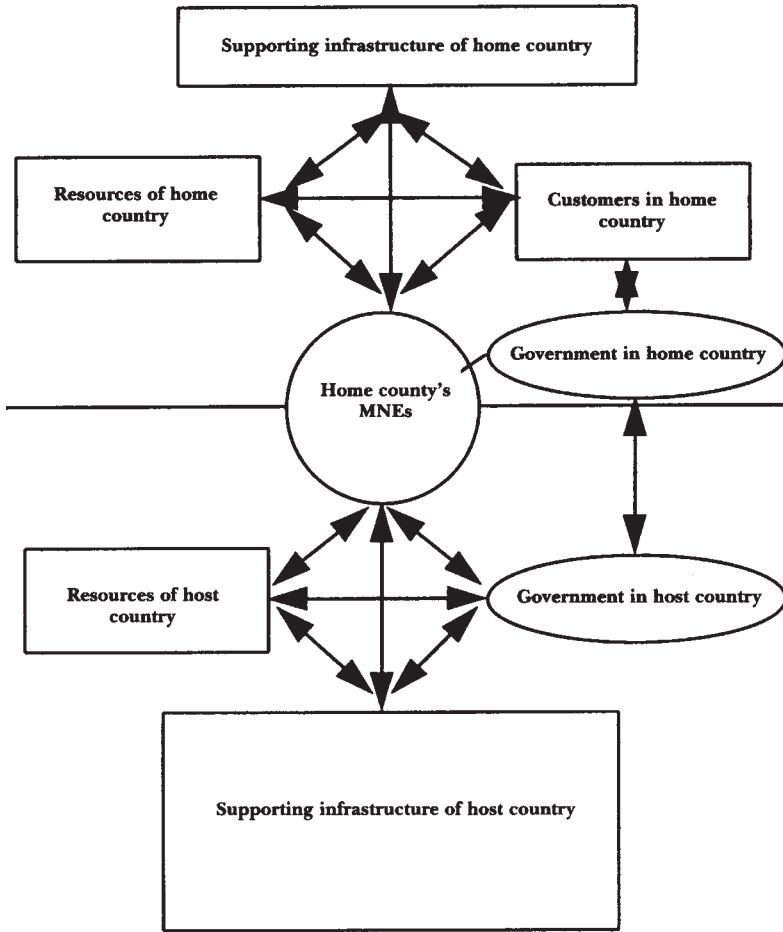 Supporting infrastructure of home country
Resources of home
country
Customers in home
country
Government in home country
Home county's
MNEs
Resources of host
country
Government in host country
Supporting infrastructure of host country